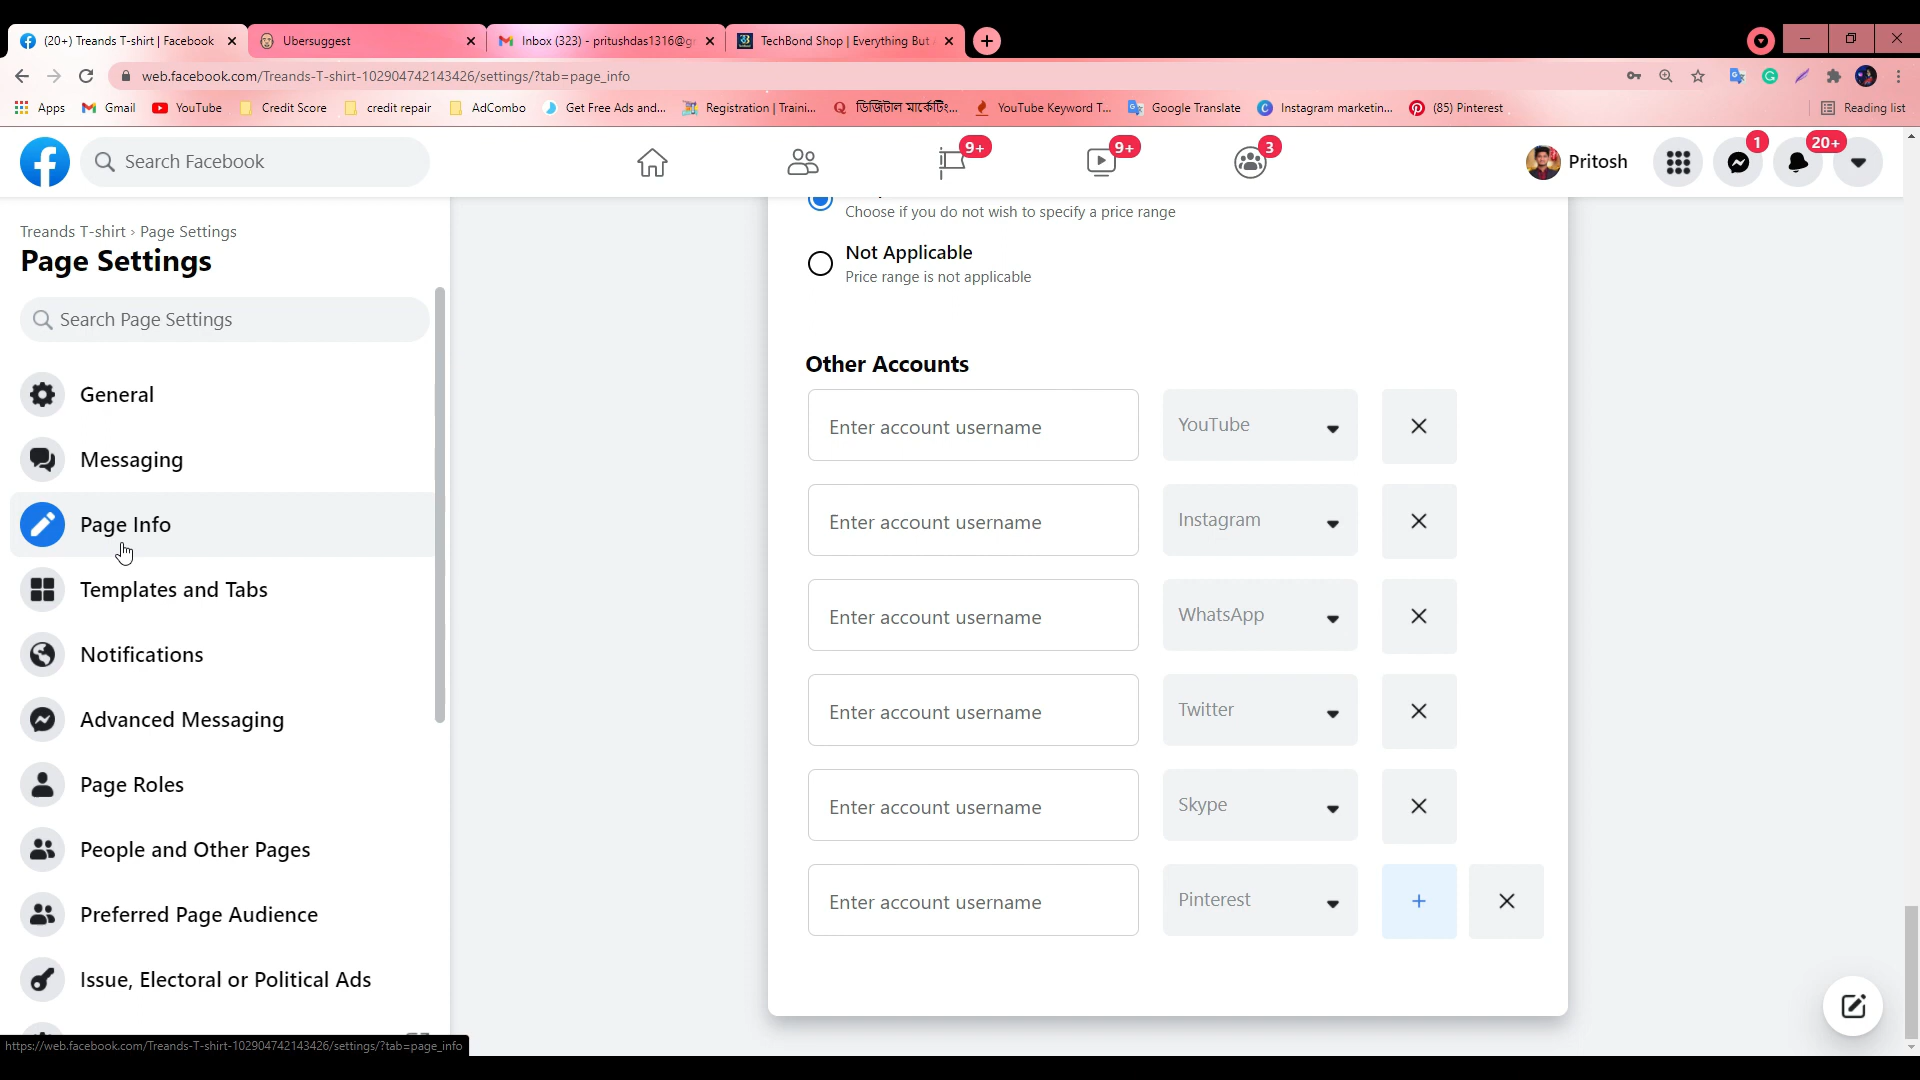 (20+) Treands T-shirt | Facebook
Ubersuggest
Inbox (323) - pritushdas1316@g
TechBond Shop | Everything But
web.facebook.com/Treands-T-shirt-102904742143426/settings/?tab=page_info
Apps
Gmail
YouTube
Credit Score
credit repair
AdCombo
Get Free Ads and...
Registration | Traini...
ডিজিটাল মার্কেটিং...
YouTube Keyword T...
Google Translate
Instagram marketin...
(85) Pinterest
Reading list
Search Facebook
9+
9+
3
Pritosh
1
20+
Treands T-shirt › Page Settings
Page Settings
Search Page Settings
General
Messaging
Page Info
Templates and Tabs
Notifications
Advanced Messaging
Page Roles
People and Other Pages
Preferred Page Audience
Issue, Electoral or Political Ads
https://web.facebook.com/Treands-T-shirt-102904742143426/settings/?tab=page_info
Choose if you do not wish to specify a price range
Not Applicable
Price range is not applicable
Other Accounts
Enter account username YouTube
Enter account username Instagram
Enter account username WhatsApp
Enter account username Twitter
Enter account username Skype
Enter account username Pinterest